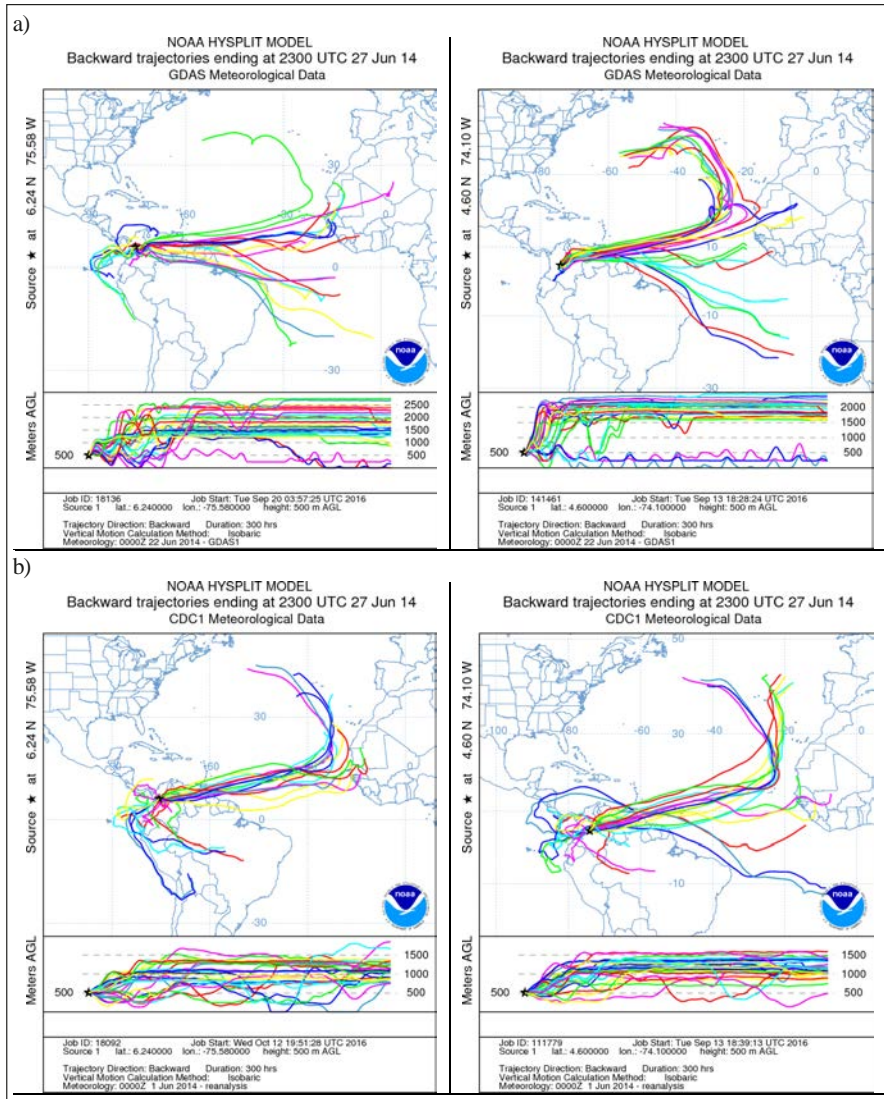 a)
NOAA HYSPLIT MODEL
Backward trajectories ending at 2300 UTC 27 Jun 14
GDAS Meteorological Data
Source ★ at 6.24 N 75.58 W
-60
-30
0
-30
noaa
Meters AGL
500
2500
2000
1500
1000
500
Job ID: 18136 Job Start: Tue Sep 20 03:57:25 UTC 2016
Source 1 lat.: 6.240000 lon.: -75.580000 height: 500 m AGL
Trajectory Direction: Backward Duration: 300 hrs
Vertical Motion Calculation Method: Isobaric
Meteorology: 0000Z 22 Jun 2014 - GDAS1
NOAA HYSPLIT MODEL
Backward trajectories ending at 2300 UTC 27 Jun 14
GDAS Meteorological Data
Source ★ at 4.60 N 74.10 W
-80
-60
-40
0
-10
noaa
Meters AGL
500
2000
1500
1000
500
Job ID: 141461 Job Start: Tue Sep 13 18:28:24 UTC 2016
Source 1 lat.: 4.600000 lon.: -74.100000 height: 500 m AGL
Trajectory Direction: Backward Duration: 300 hrs
Vertical Motion Calculation Method: Isobaric
Meteorology: 0000Z 22 Jun 2014 - GDAS1
b)
NOAA HYSPLIT MODEL
Backward trajectories ending at 2300 UTC 27 Jun 14
CDC1 Meteorological Data
Source ★ at 6.24 N 75.58 W
30
0
0
-30
noaa
Meters AGL
500
1500
1000
500
Job ID: 18092 Job Start: Wed Oct 12 19:51:28 UTC 2016
Source 1 lat.: 6.240000 lon.: -75.580000 height: 500 m AGL
Trajectory Direction: Backward Duration: 300 hrs
Vertical Motion Calculation Method: Isobaric
Meteorology: 0000Z 1 Jun 2014 - reanalysis
NOAA HYSPLIT MODEL
Backward trajectories ending at 2300 UTC 27 Jun 14
CDC1 Meteorological Data
Source ★ at 4.60 N 74.10 W
50
-100
-80
-60
-40
30
-20
0
-10
noaa
Meters AGL
500
1500
1000
500
Job ID: 111779 Job Start: Tue Sep 13 18:39:13 UTC 2016
Source 1 lat.: 4.600000 lon.: -74.100000 height: 500 m AGL
Trajectory Direction: Backward Duration: 300 hrs
Vertical Motion Calculation Method: Isobaric
Meteorology: 0000Z 1 Jun 2014 - reanalysis